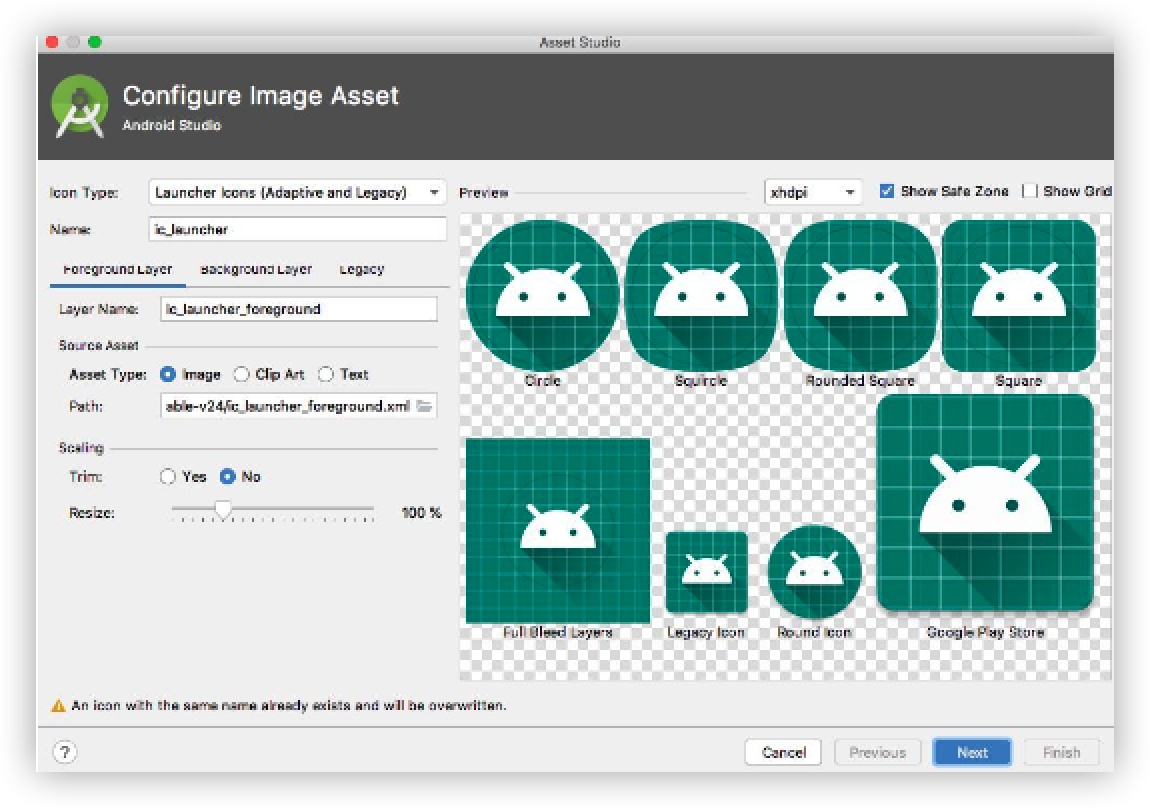 Asset Studio
Configure Image Asset
Android Studio
Icon Type: Launcher Icons (Adaptive and Legacy)
Name: ic_launcher
Foreground Layer Background Layer Legacy
Layer Name: ic_launcher_foreground
Source Asset
Asset Type: Image Clip Art Text
Path: able-v24/ic_launcher_foreground.xml
Scaling
Trim: Yes No
Resize: 100 %
Preview xhdpi Show Safe Zone Show Grid
Circle Squircle Rounded Square Square
Full Bleed Layers Legacy Icon Round Icon Google Play Store
An icon with the same name already exists and will be overwritten.
? Cancel Previous Next Finish